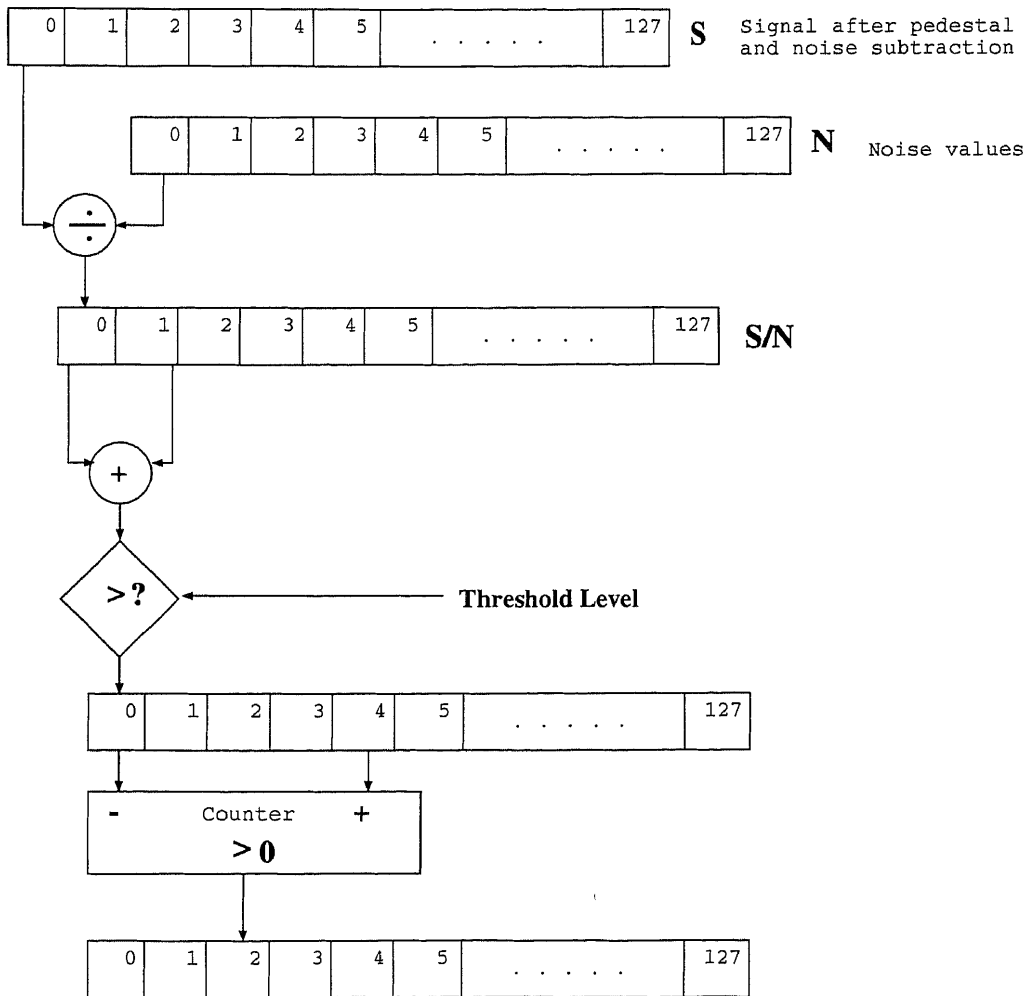 0 1 2 3 4 5 . . . . . 127 S Signal after pedestal
and noise subtraction
0 1 2 3 4 5 . . . . . 127 N Noise values
÷
0 1 2 3 4 5 . . . . . 127 S/N
+
> ? Threshold Level
0 1 2 3 4 5 . . . . . 127
- Counter +
> 0
0 1 2 3 4 5 . . . . . 127